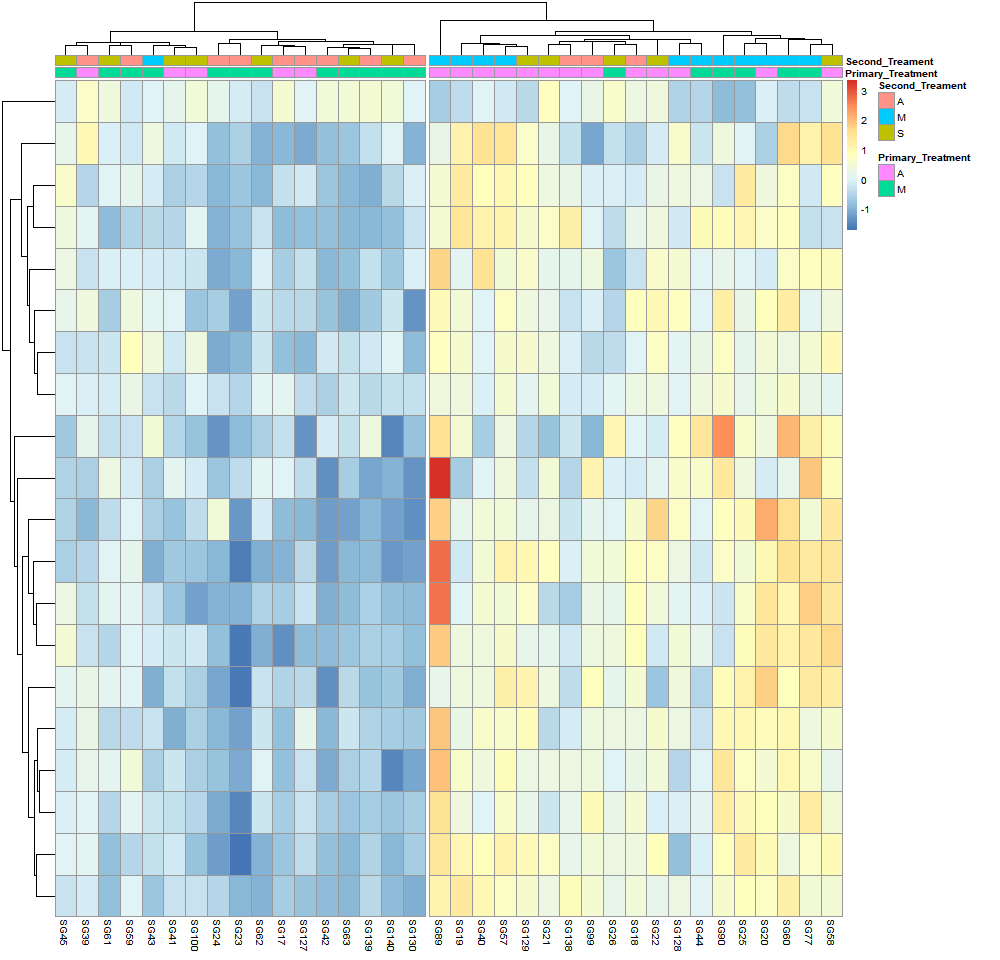 Second_Treament
Primary_Treatment
3
2
1
0
-1
Second_Treament
A
M
S
Primary_Treatment
A
M
SG45
SG39
SG61
SG59
SG43
SG41
SG100
SG24
SG23
SG62
SG17
SG127
SG42
SG63
SG139
SG140
SG130
SG89
SG19
SG40
SG57
SG129
SG21
SG138
SG99
SG26
SG18
SG22
SG128
SG44
SG90
SG25
SG20
SG60
SG77
SG58